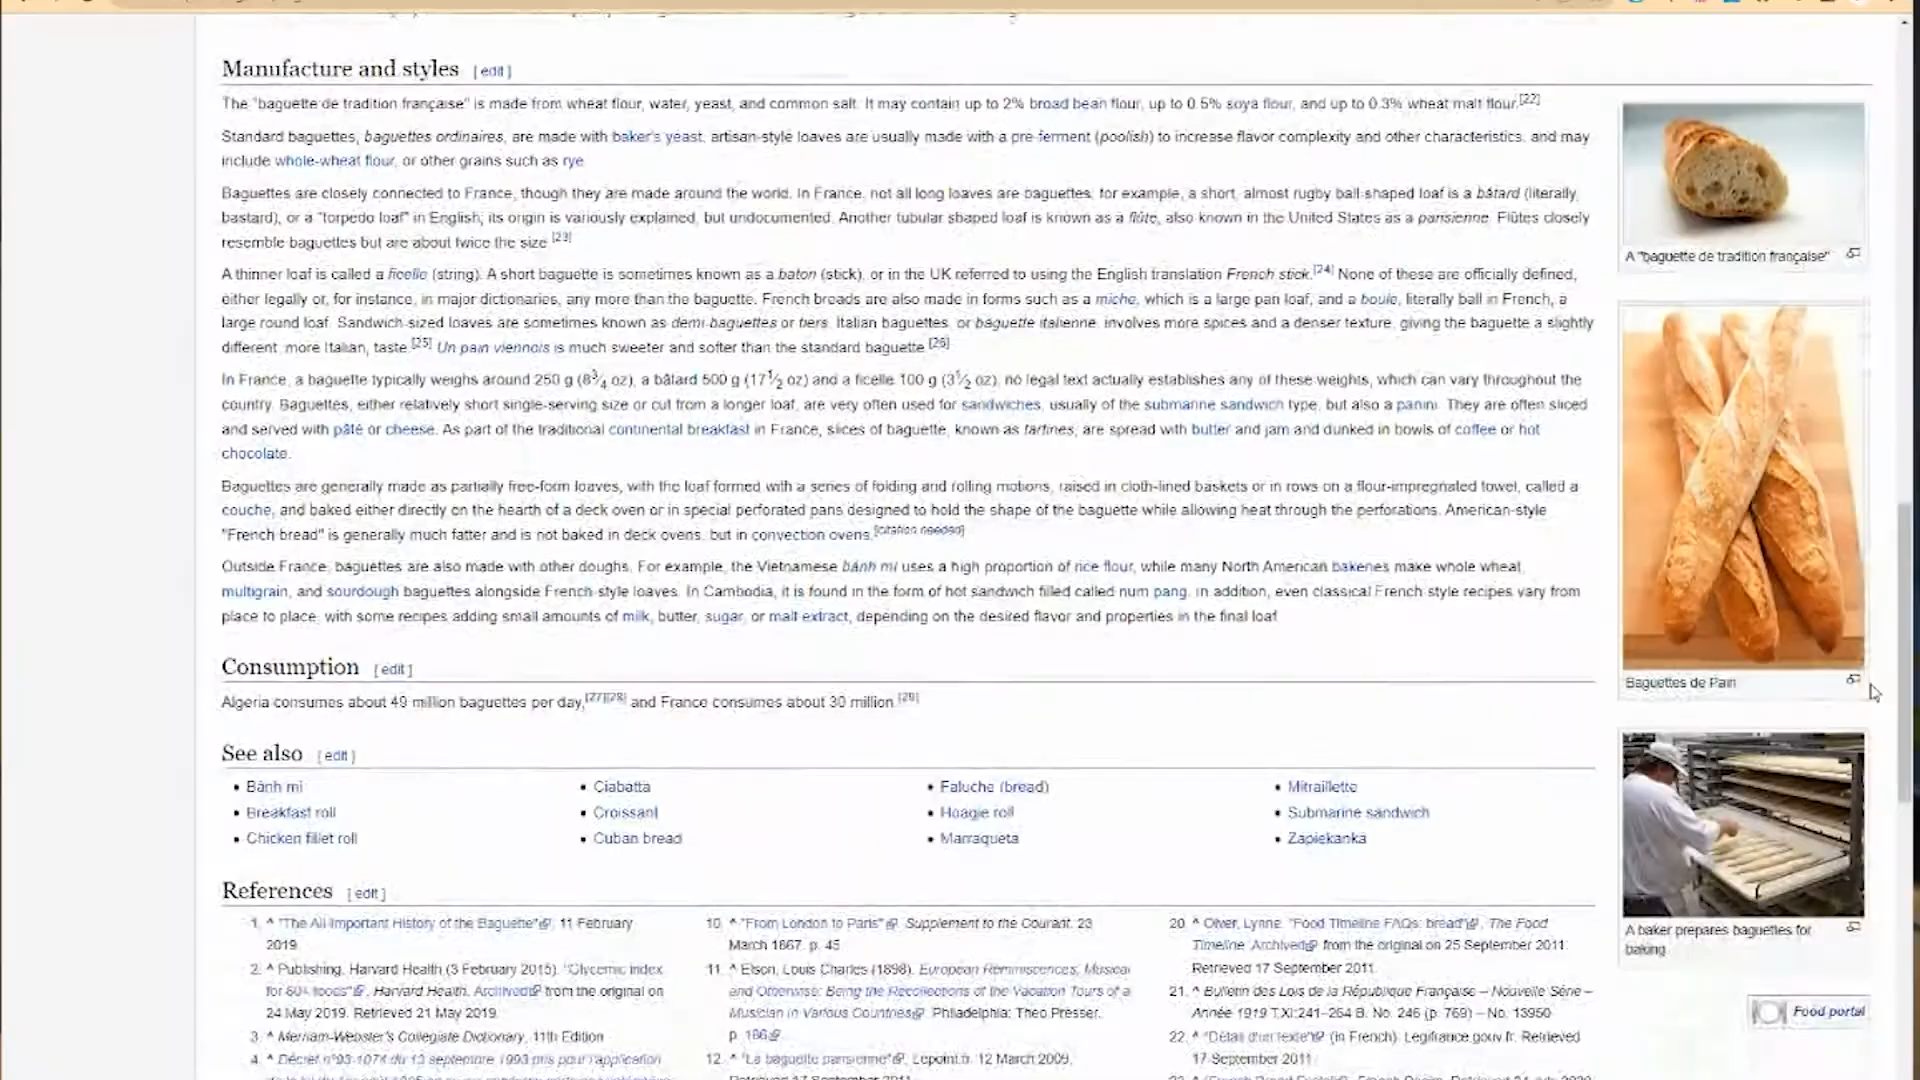 Manufacture and styles [ edit ]
The "baguette de tradition française" is made from wheat flour, water, yeast, and common salt. It may contain up to 2% broad bean flour, up to 0.5% soya flour, and up to 0.3% wheat malt flour.[22]
Standard baguettes, baguettes ordinaires, are made with baker's yeast, artisan-style loaves are usually made with a pre-ferment (poolish) to increase flavor complexity and other characteristics, and may
include whole-wheat flour, or other grains such as rye.
Baguettes are closely connected to France, though they are made around the world. In France, not all long loaves are baguettes; for example, a short, almost rugby ball-shaped loaf is a bâtard (literally,
bastard), or a "torpedo loaf" in English; its origin is variously explained, but undocumented. Another tubular shaped loaf is known as a flûte, also known in the United States as a parisienne. Flûtes closely
resemble baguettes but are about twice the size.[23]
A thinner loaf is called a ficelle (string). A short baguette is sometimes known as a baton (stick), or in the UK referred to using the English translation French stick.[24] None of these are officially defined,
either legally or, for instance, in major dictionaries, any more than the baguette. French breads are also made in forms such as a miche, which is a large pan loaf, and a boule, literally ball in French, a
large round loaf. Sandwich-sized loaves are sometimes known as demi-baguettes or tiers. Italian baguettes, or baguette italienne, involves more spices and a denser texture, giving the baguette a slightly
different, more Italian, taste.[25] Un pain viennois is much sweeter and softer than the standard baguette.[26]
In France, a baguette typically weighs around 250 g (8 3⁄4 oz), a bâtard 500 g (17 1⁄2 oz) and a ficelle 100 g (3 1⁄2 oz), no legal text actually establishes any of these weights, which can vary throughout the
country. Baguettes, either relatively short single-serving size or cut from a longer loaf, are very often used for sandwiches, usually of the submarine sandwich type, but also a panini. They are often sliced
and served with pâté or cheese. As part of the traditional continental breakfast in France, slices of baguette, known as tartines, are spread with butter and jam and dunked in bowls of coffee or hot
chocolate.
Baguettes are generally made as partially free-form loaves, with the loaf formed with a series of folding and rolling motions, raised in cloth-lined baskets or in rows on a flour-impregnated towel, called a
couche, and baked either directly on the hearth of a deck oven or in special perforated pans designed to hold the shape of the baguette while allowing heat through the perforations. American-style
"French bread" is generally much fatter and is not baked in deck ovens, but in convection ovens.[citation needed]
Outside France, baguettes are also made with other doughs. For example, the Vietnamese bánh mì uses a high proportion of rice flour, while many North American bakeries make whole wheat,
multigrain, and sourdough baguettes alongside French-style loaves. In Cambodia, it is found in the form of hot sandwich filled called num pang. In addition, even classical French-style recipes vary from
place to place, with some recipes adding small amounts of milk, butter, sugar, or malt extract, depending on the desired flavor and properties in the final loaf.
Consumption [ edit ]
Algeria consumes about 49 million baguettes per day,[27][28] and France consumes about 30 million.[29]
See also [ edit ]
• Bánh mì
• Breakfast roll
• Chicken fillet roll
• Ciabatta
• Croissant
• Cuban bread
• Faluche (bread)
• Hoagie roll
• Marraqueta
• Mitraillette
• Submarine sandwich
• Zapiekanka
References [ edit ]
1. ^ "The All-Important History of the Baguette". 11 February
2019.
2. ^ Publishing, Harvard Health (3 February 2015). "Glycemic index
for 60+ foods". Harvard Health. Archived from the original on
24 May 2019. Retrieved 21 May 2019.
3. ^ Merriam-Webster's Collegiate Dictionary, 11th Edition
4. ^ Décret n°93-1074 du 13 septembre 1993 pris pour l'application
10. ^ "From London to Paris". Supplement to the Courant. 23
March 1867. p. 45
11. ^ Elson, Louis Charles (1898). European Reminiscences, Musical
and Otherwise: Being the Recollections of the Vacation Tours of a
Musician in Various Countries. Philadelphia: Theo Presser.
p. 186
12. ^ "La baguette parisienne". Lepoint.fr. 12 March 2009.
Retrieved 17 September 2011.
20. ^ Olver, Lynne. "Food Timeline FAQs: bread". The Food
Timeline. Archived from the original on 25 September 2011.
Retrieved 17 September 2011.
21. ^ Bulletin des Lois de la République Française – Nouvelle Série –
Année 1919 T.XI:241–264 B. No. 246 (p. 769) – No. 13950
22. ^ "Détail d'un texte" (in French). Legifrance.gouv.fr. Retrieved
17 September 2011.
A "baguette de tradition française"
Baguettes de Pain
A baker prepares baguettes for
baking
Food portal